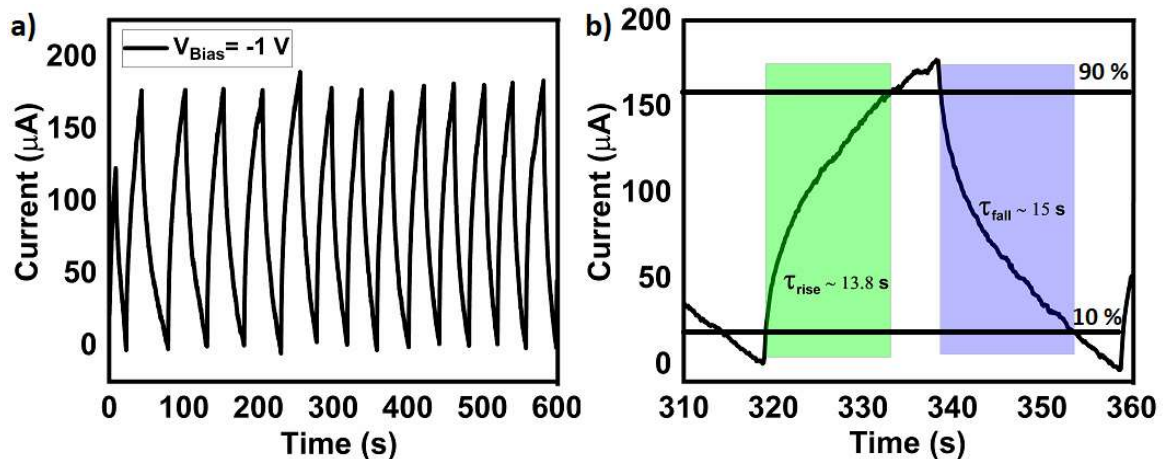 a)
V_Bias= -1 V
200
150
100
50
0
Current (μA)
0 100 200 300 400 500 600
Time (s)
b)
200
150
100
50
0
Current (μA)
90 %
τ_fall ~ 15 s
τ_rise ~ 13.8 s
10 %
310 320 330 340 350 360
Time (s)